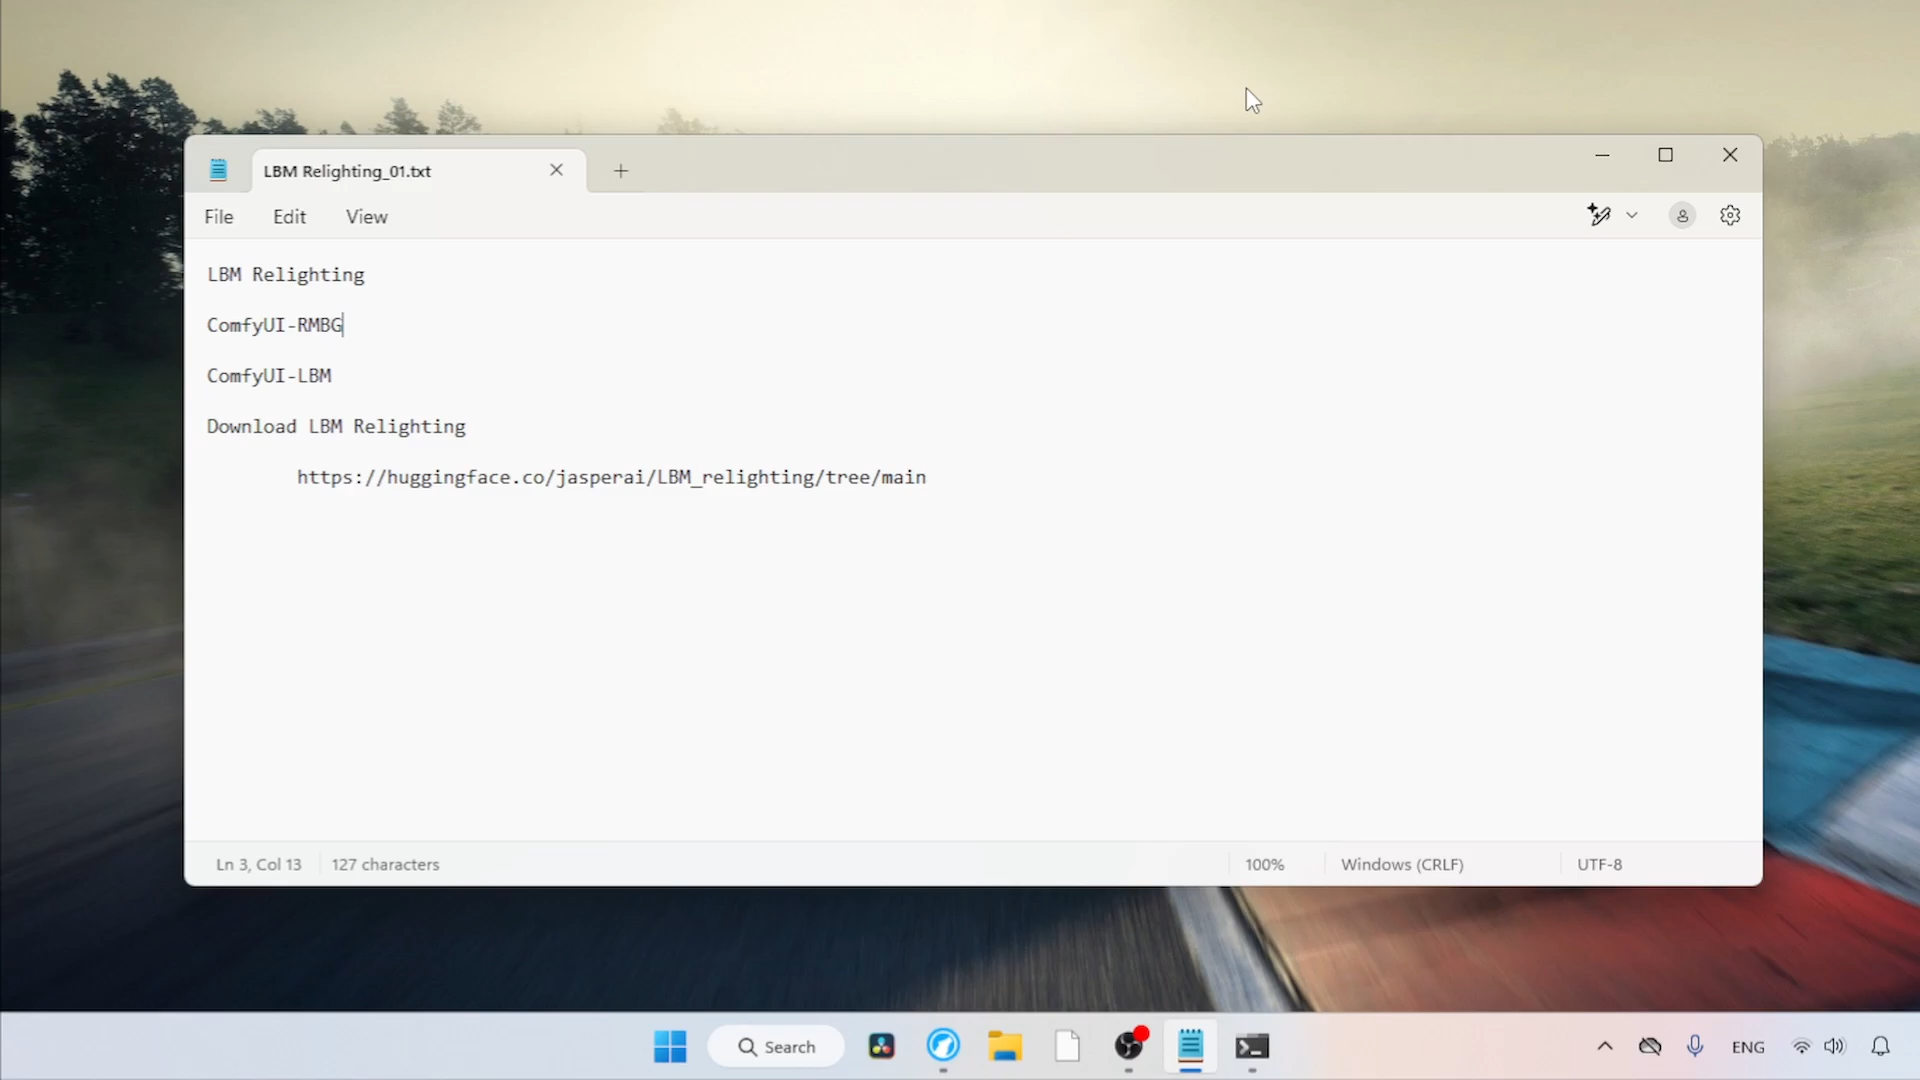 LBM Relighting_01.txt
File Edit View
LBM Relighting
ComfyUI-RMBG
ComfyUI-LBM
Download LBM Relighting
https://huggingface.co/jasperai/LBM_relighting/tree/main
Ln 3, Col 13 127 characters 100% Windows (CRLF) UTF-8
Search ENG